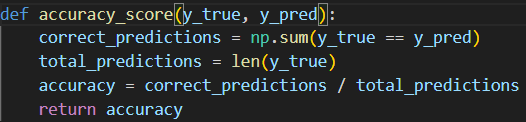 def accuracy_score(y_true, y_pred):
    correct_predictions = np.sum(y_true == y_pred)
    total_predictions = len(y_true)
    accuracy = correct_predictions / total_predictions
    return accuracy